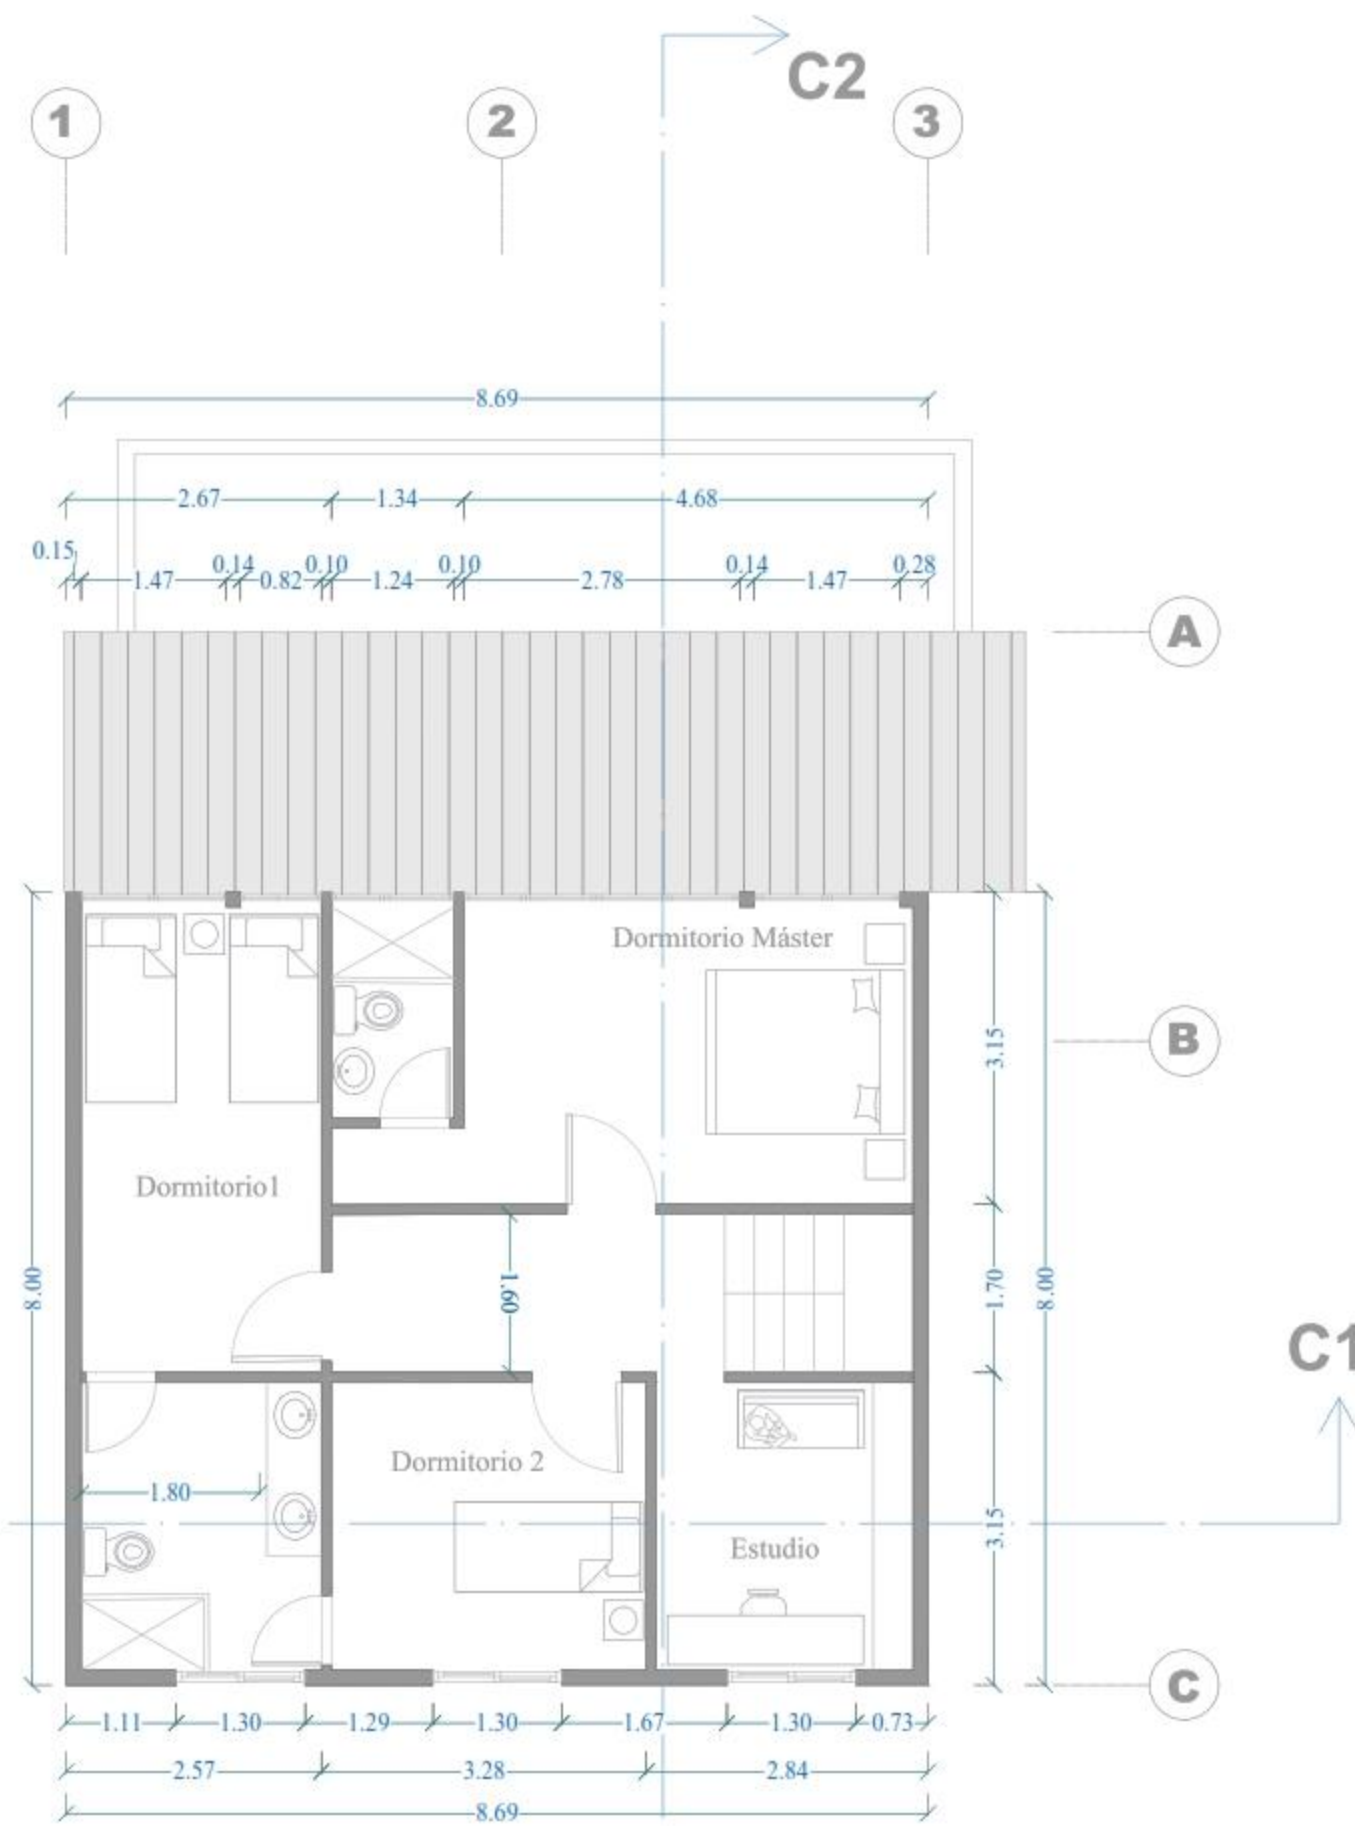 C2
1 2 3
8.69
2.67 1.34 4.68
0.15 0.14 0.10 0.10 0.14 0.28
1.47 0.82 1.24 2.78 1.47
A
Dormitorio Máster
B
3.15
Dormitorio1
8.00 1.60 1.70 8.00
C1
Dormitorio 2
1.80
3.15
Estudio
C
1.11 1.30 1.29 1.30 1.67 1.30 0.73
2.57 3.28 2.84
8.69